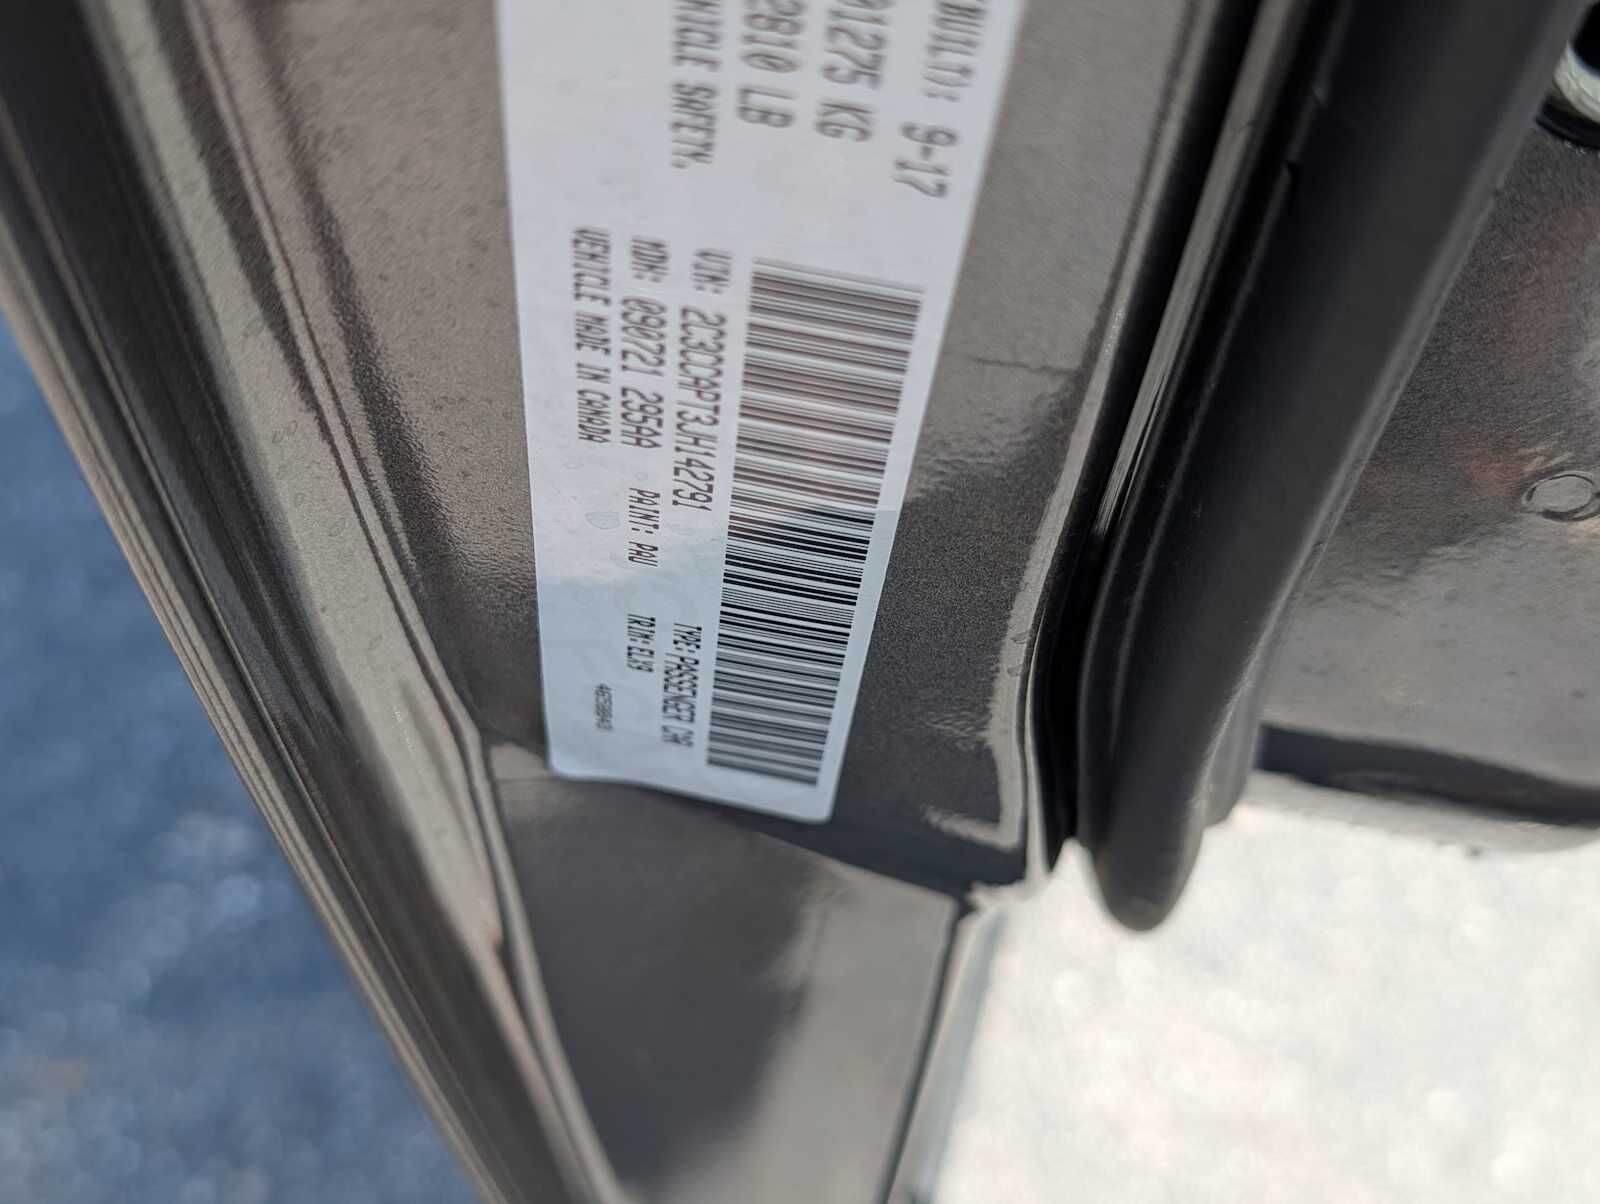 BUILT): 9-17
01275 KG
2810 LB
HICLE SAFETY,
VIN: 2C3CCAPT3JH142791 TYPE: PASSENGER CAR
MDH: 090721 295AA PAINT: PAU TRIM: ELX9
VEHICLE MADE IN CANADA